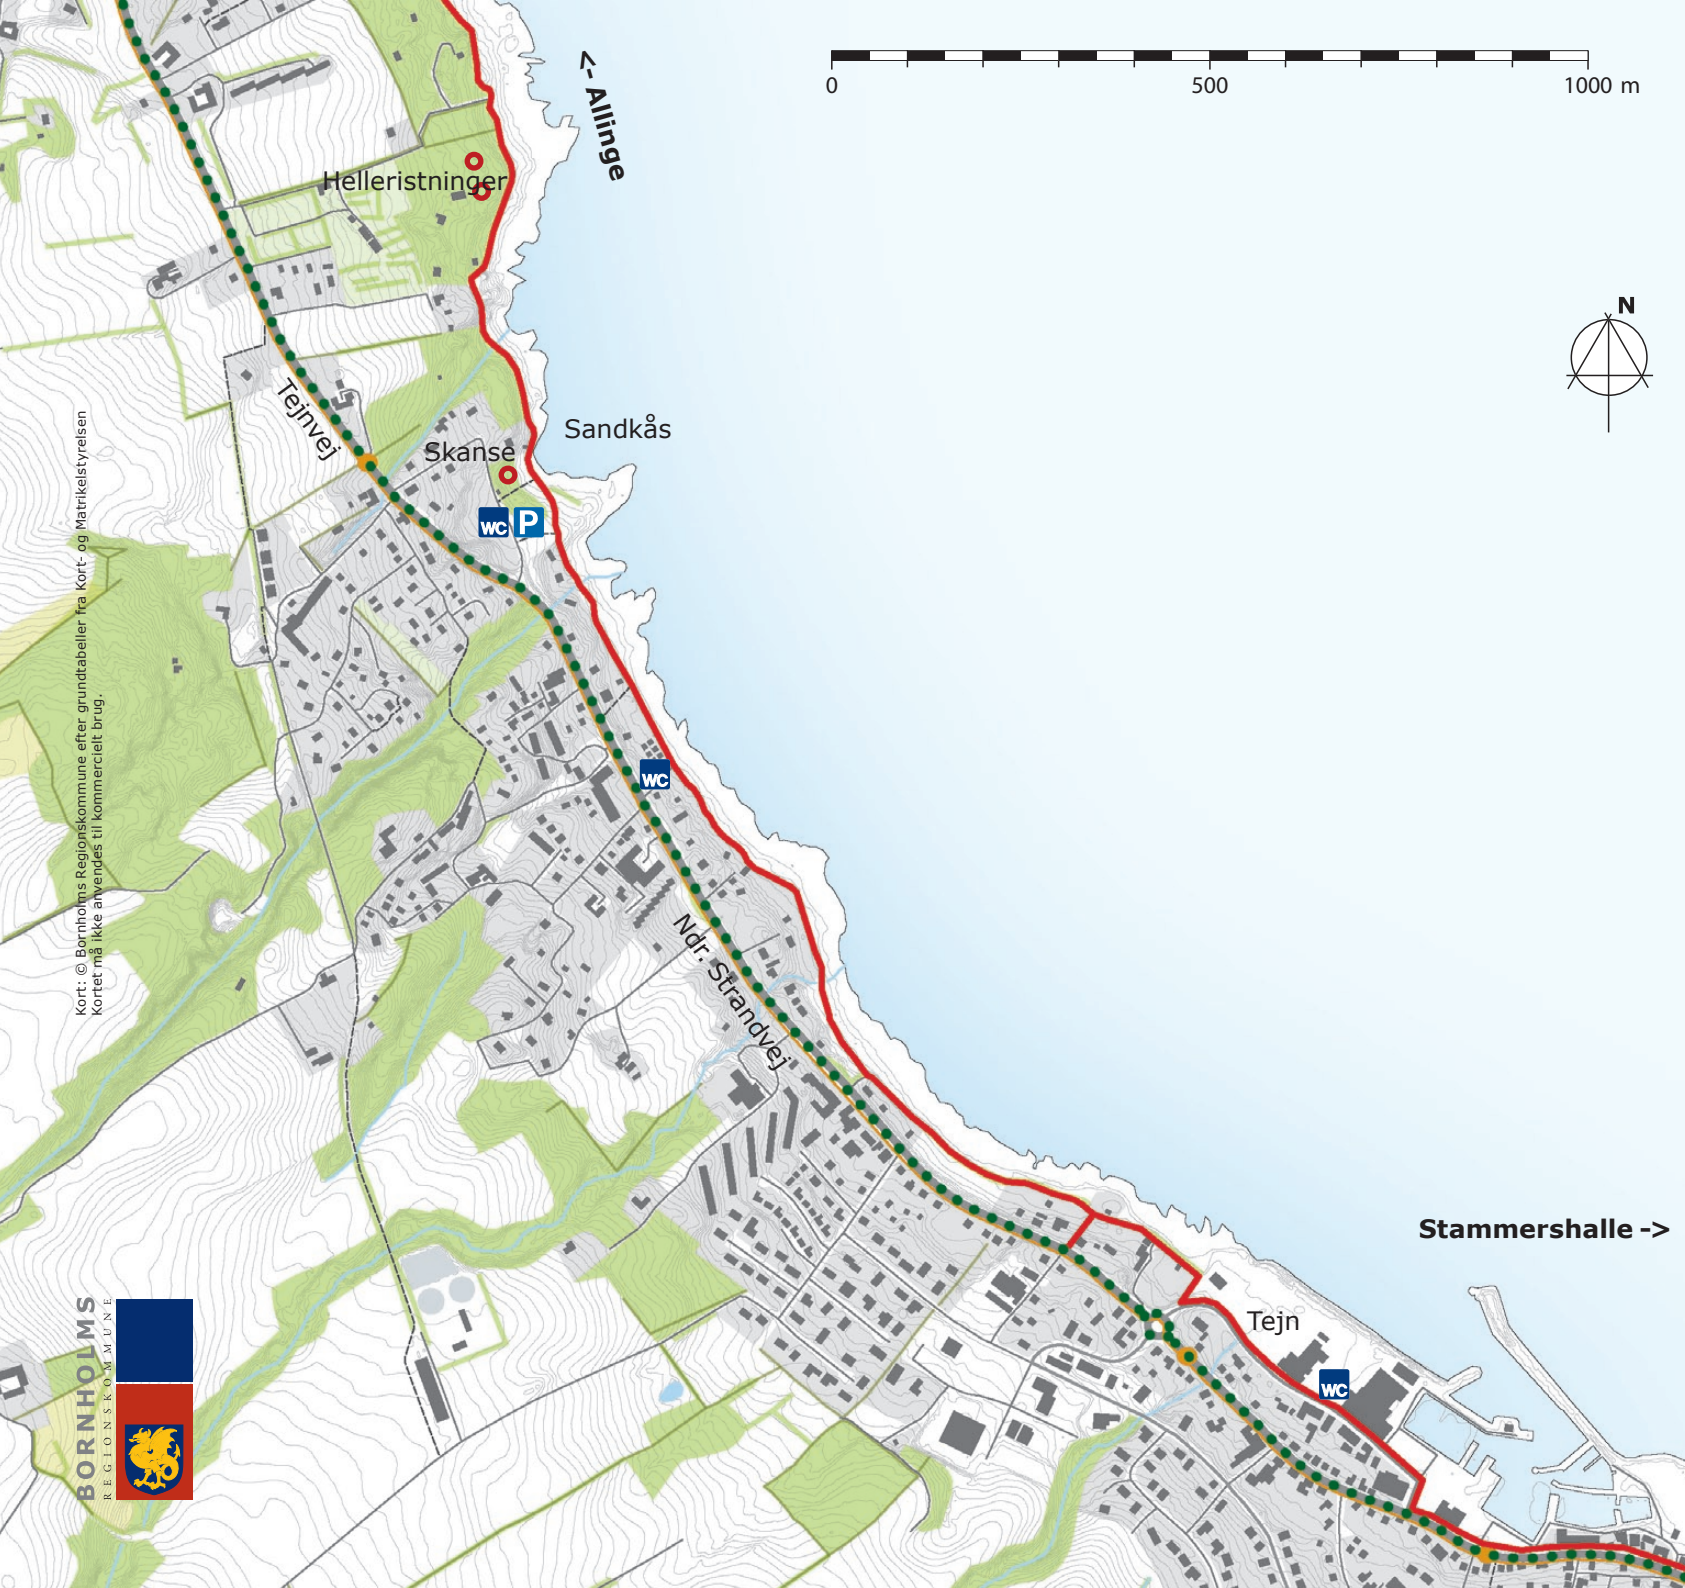 0 500 1000 m
<- Allinge
Helleristninger
N
Tejnvej
Sandkås
Skanse
WC P
Kort: © Bornholms Regionskommune efter grundtabeller fra Kort- og Matrikelstyrelsen
Kortet må ikke anvendes til kommercielt brug.
WC
Ndr. Strandvej
Stammershalle ->
Tejn
WC
BORNHOLMS
REGIONSKOMMUNE